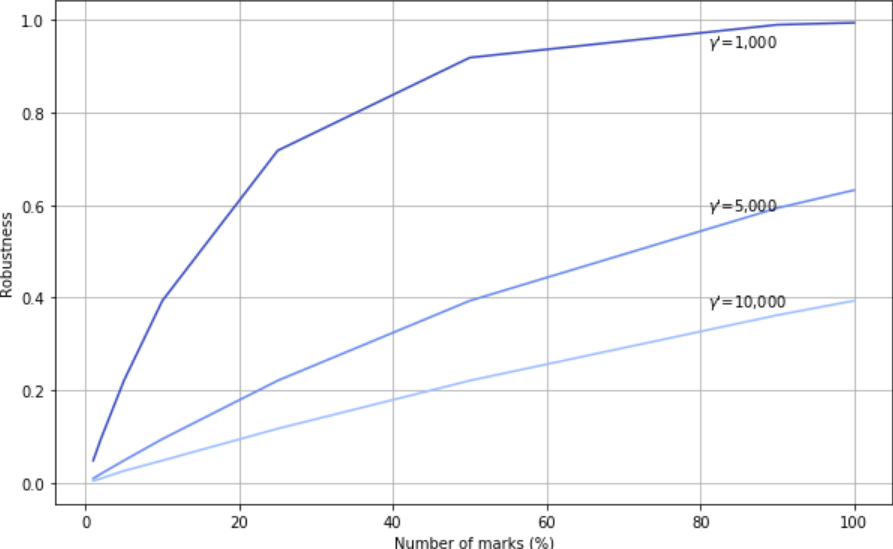 1.0
0.8
0.6
0.4
0.2
0.0
Robustness
γ'=1,000
γ'=5,000
γ'=10,000
0 20 40 60 80 100
Number of marks (%)